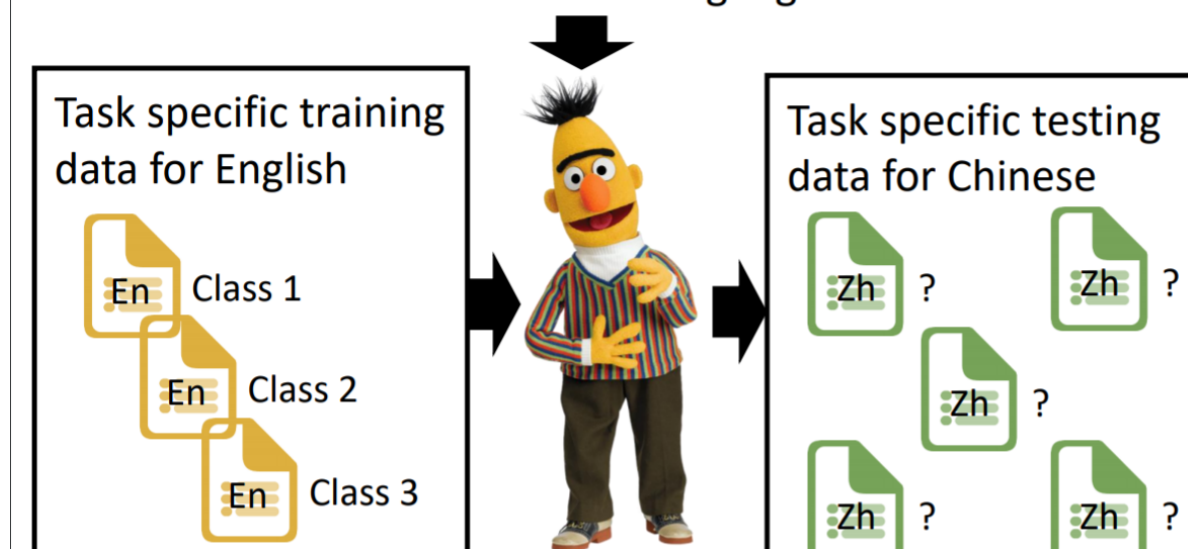 Task specific training
data for English
En Class 1
En Class 2
En Class 3
Task specific testing
data for Chinese
Zh ? Zh ?
Zh ?
Zh ? Zh ?